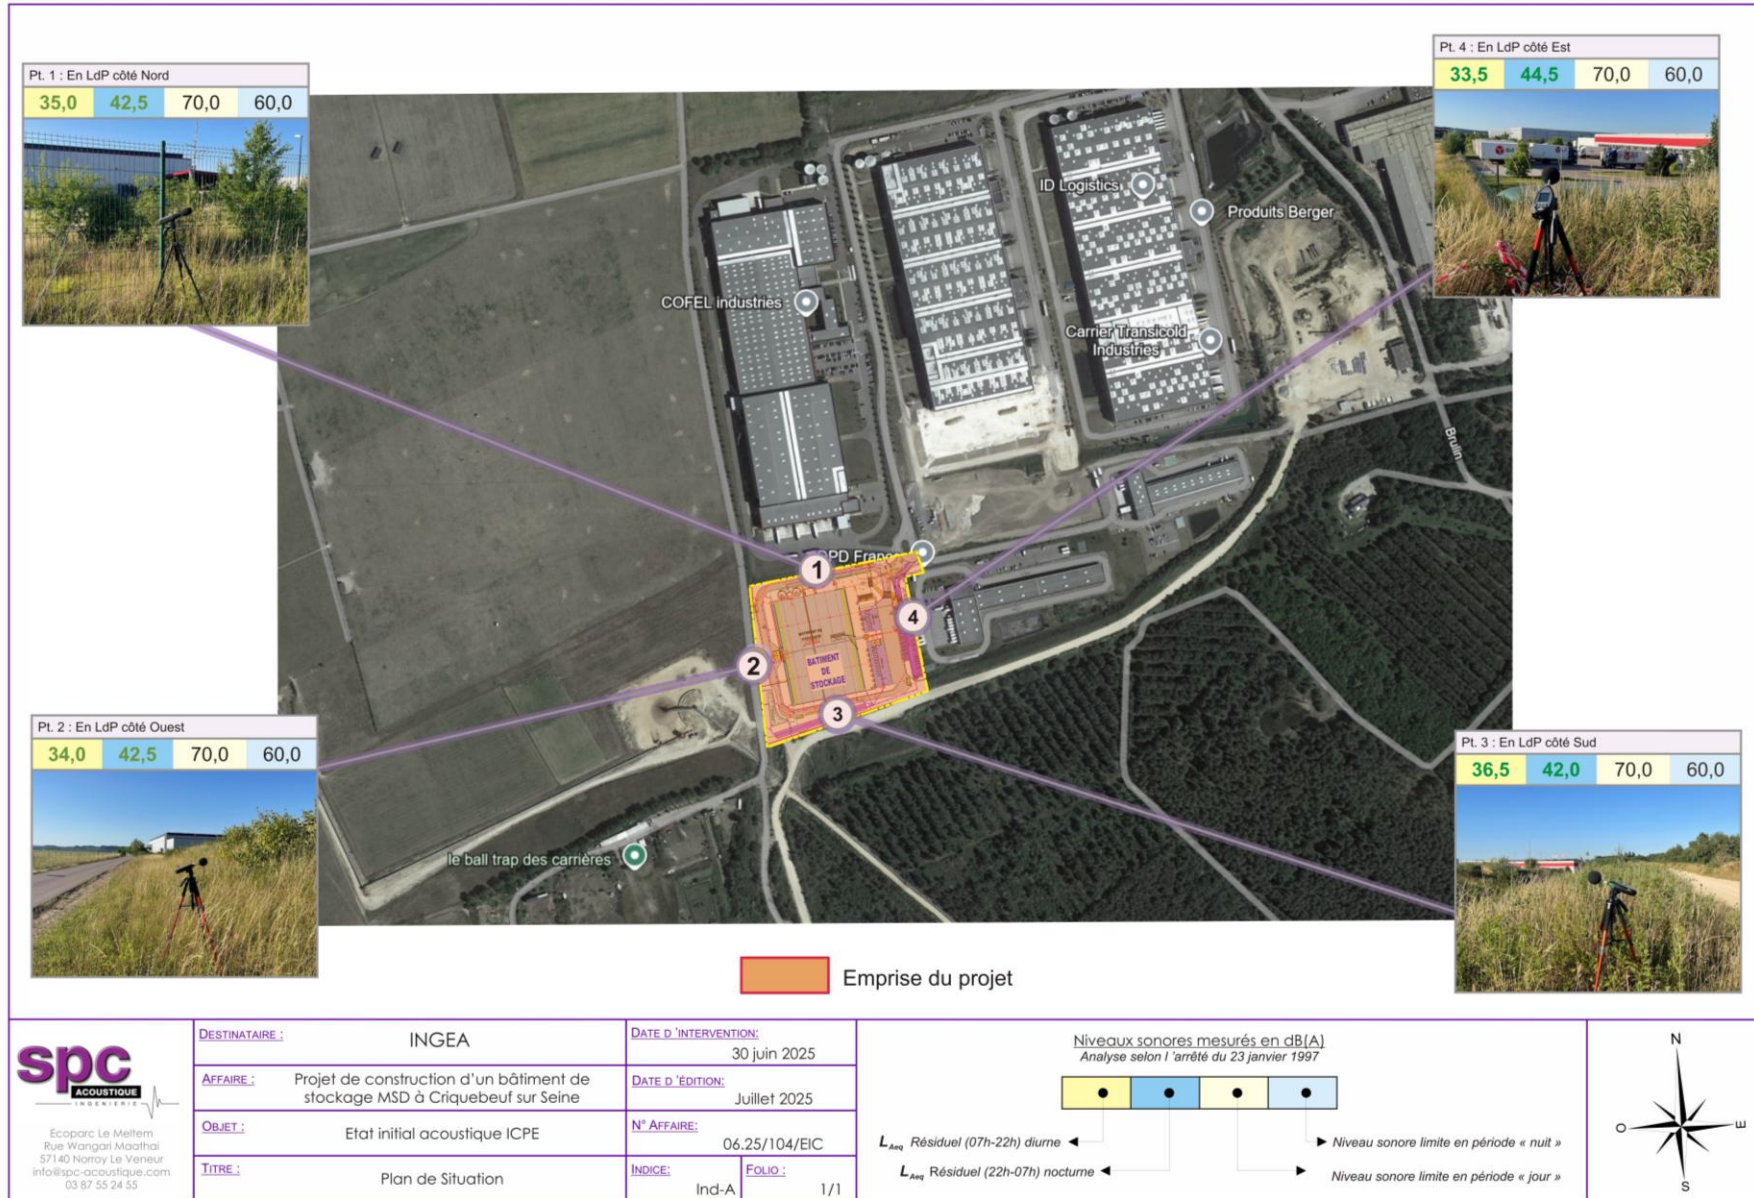 Pt. 1 : En LdP côté Nord
35,0 42,5 70,0 60,0
Pt. 4 : En LdP côté Est
33,5 44,5 70,0 60,0
ID Logistics
Produits Berger
COFEL industries
Carrier Transicold
Industries
Brulin
DPD France
1
4
2
BATIMENT
DE
STOCKAGE
3
Pt. 2 : En LdP côté Ouest
34,0 42,5 70,0 60,0
Pt. 3 : En LdP côté Sud
36,5 42,0 70,0 60,0
le ball trap des carrières
Emprise du projet
spc
ACOUSTIQUE
INGENIERIE
Ecoparc Le Meltem
Rue Wangari Maathai
57140 Norroy Le Veneur
info@spc-acoustique.com
03 87 55 24 55
DESTINATAIRE : INGEA
AFFAIRE : Projet de construction d'un bâtiment de
stockage MSD à Criquebeuf sur Seine
OBJET : Etat initial acoustique ICPE
TITRE : Plan de Situation
DATE D 'INTERVENTION:
30 juin 2025
DATE D 'ÉDITION:
Juillet 2025
N° AFFAIRE:
06.25/104/EIC
INDICE: FOLIO :
Ind-A 1/1
Niveaux sonores mesurés en dB(A)
Analyse selon l 'arrêté du 23 janvier 1997
LAeq Résiduel (07h-22h) diurne
Niveau sonore limite en période « nuit »
LAeq Résiduel (22h-07h) nocturne
Niveau sonore limite en période « jour »
N
O
E
S